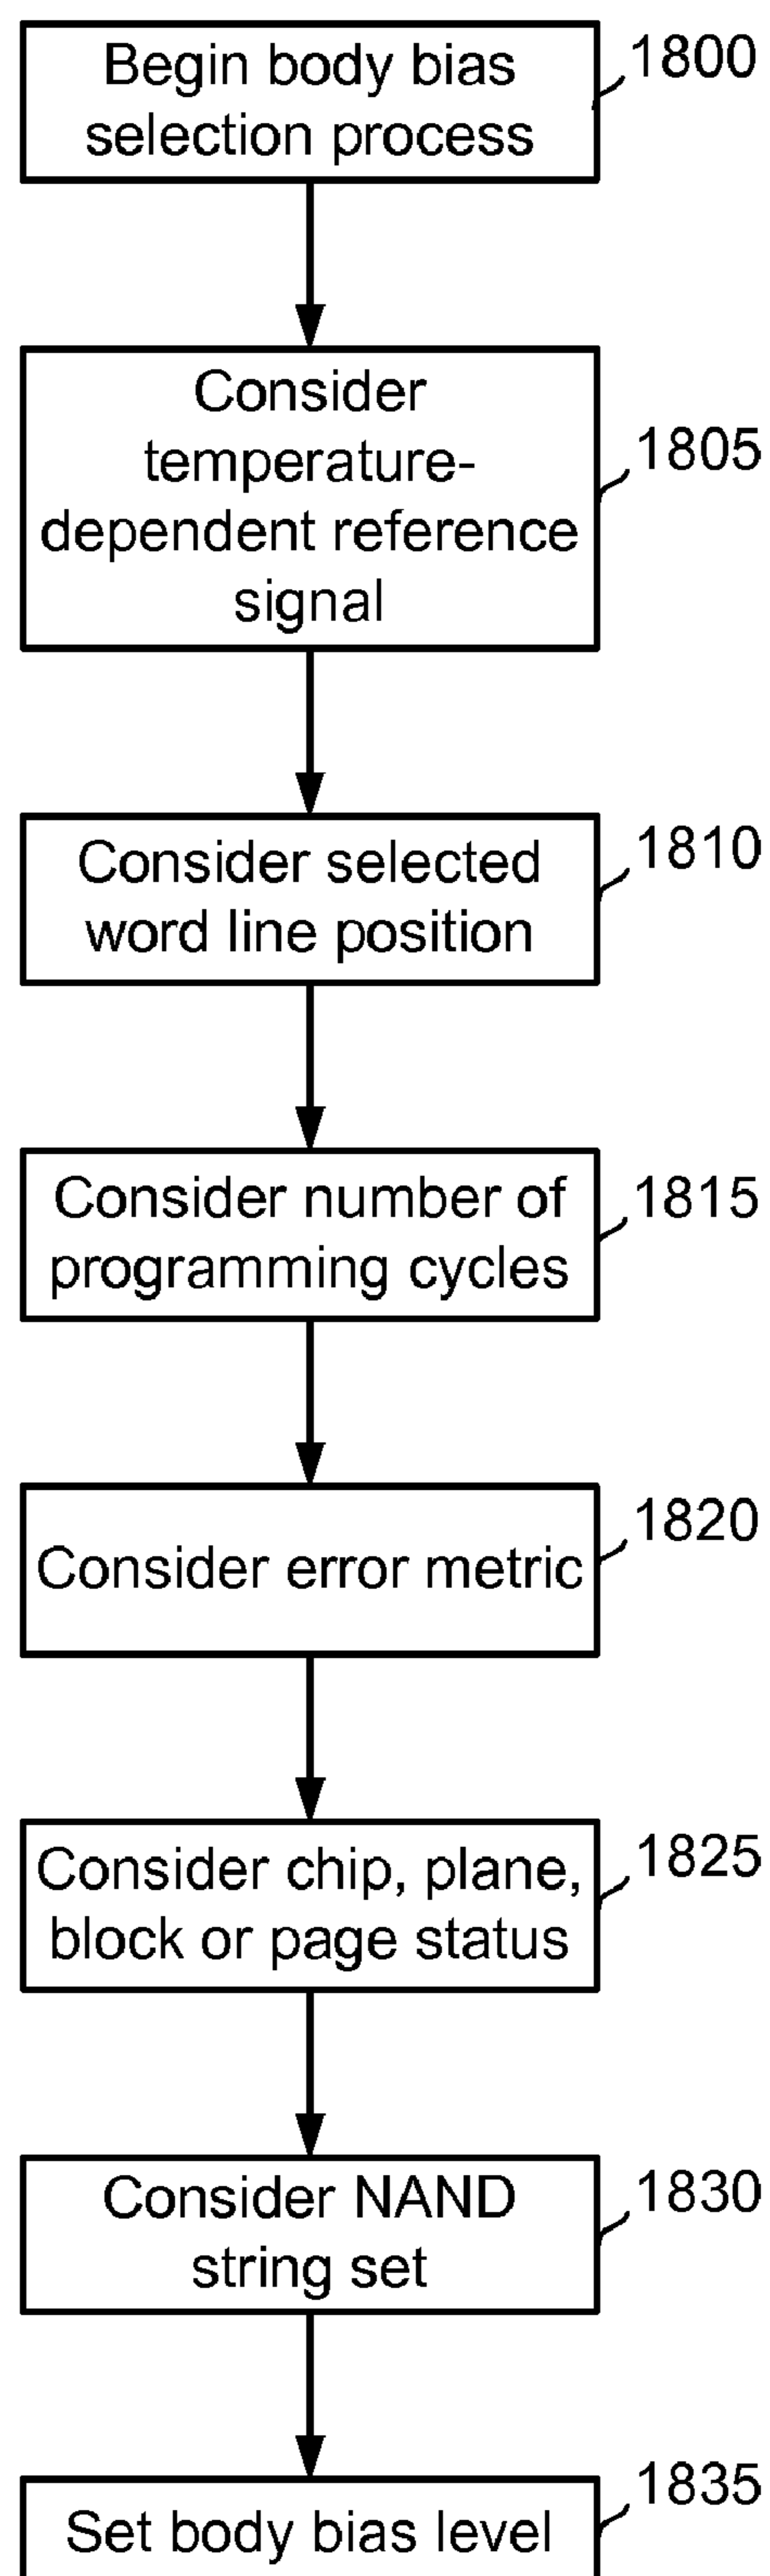 Begin body bias
selection process
1800
Consider
temperature-
dependent reference
signal
1805
Consider selected
word line position
1810
Consider number of
programming cycles
1815
Consider error metric
1820
Consider chip, plane,
block or page status
1825
Consider NAND
string set
1830
Set body bias level
1835